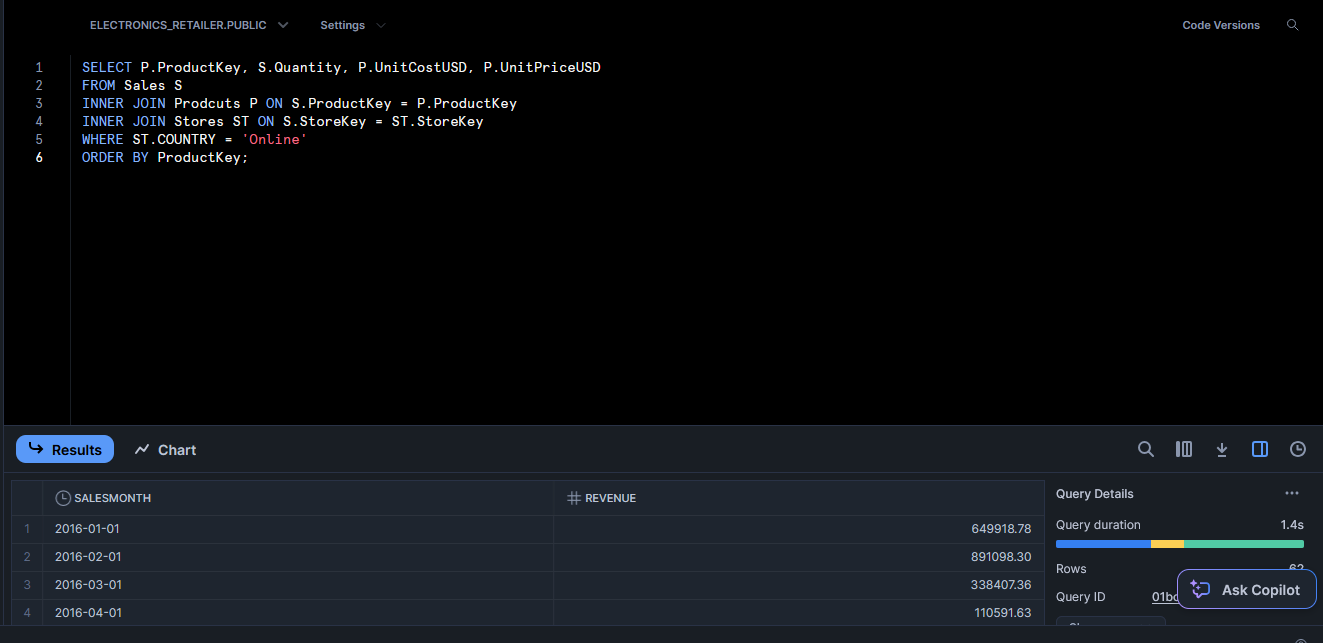 ELECTRONICS_RETAILER.PUBLIC Settings Code Versions
1 SELECT P.ProductKey, S.Quantity, P.UnitCostUSD, P.UnitPriceUSD
2 FROM Sales S
3 INNER JOIN Prodcuts P ON S.ProductKey = P.ProductKey
4 INNER JOIN Stores ST ON S.StoreKey = ST.StoreKey
5 WHERE ST.COUNTRY = 'Online'
6 ORDER BY ProductKey;
Results Chart
SALESMONTH REVENUE
1 2016-01-01 649918.78
2 2016-02-01 891098.30
3 2016-03-01 338407.36
4 2016-04-01 110591.63
Query Details
Query duration 1.4s
Rows 62
Query ID
Ask Copilot